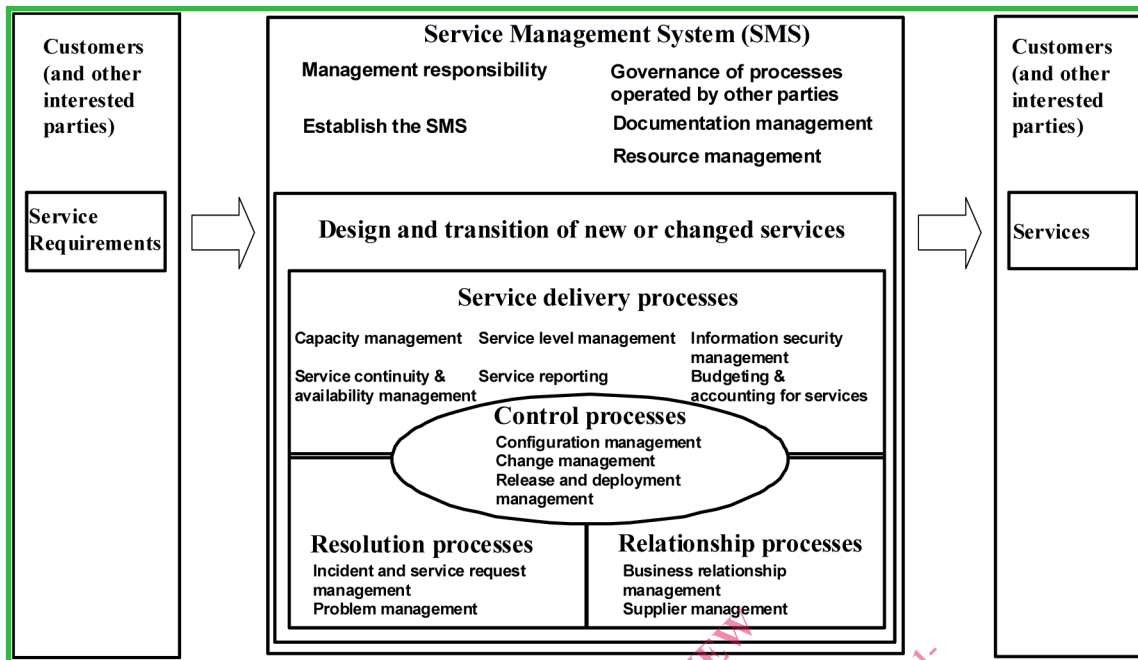 Customers
(and other
interested
parties)
Service
Requirements
Service Management System (SMS)
Management responsibility
Establish the SMS
Governance of processes
operated by other parties
Documentation management
Resource management
Design and transition of new or changed services
Service delivery processes
Capacity management
Service continuity &
availability management
Service level management
Service reporting
Information security
management
Budgeting &
accounting for services
Control processes
Configuration management
Change management
Release and deployment
management
Resolution processes
Incident and service request
management
Problem management
Relationship processes
Business relationship
management
Supplier management
Customers
(and other
interested
parties)
Services